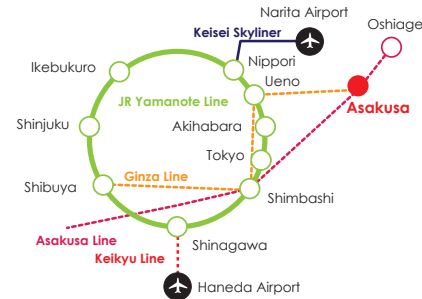 Narita Airport
Oshiage
Keisei Skyliner
Nippori
Ikebukuro
Ueno
JR Yamanote Line
Asakusa
Shinjuku
Akihabara
Tokyo
Ginza Line
Shibuya
Shimbashi
Asakusa Line
Shinagawa
Keikyu Line
Haneda Airport